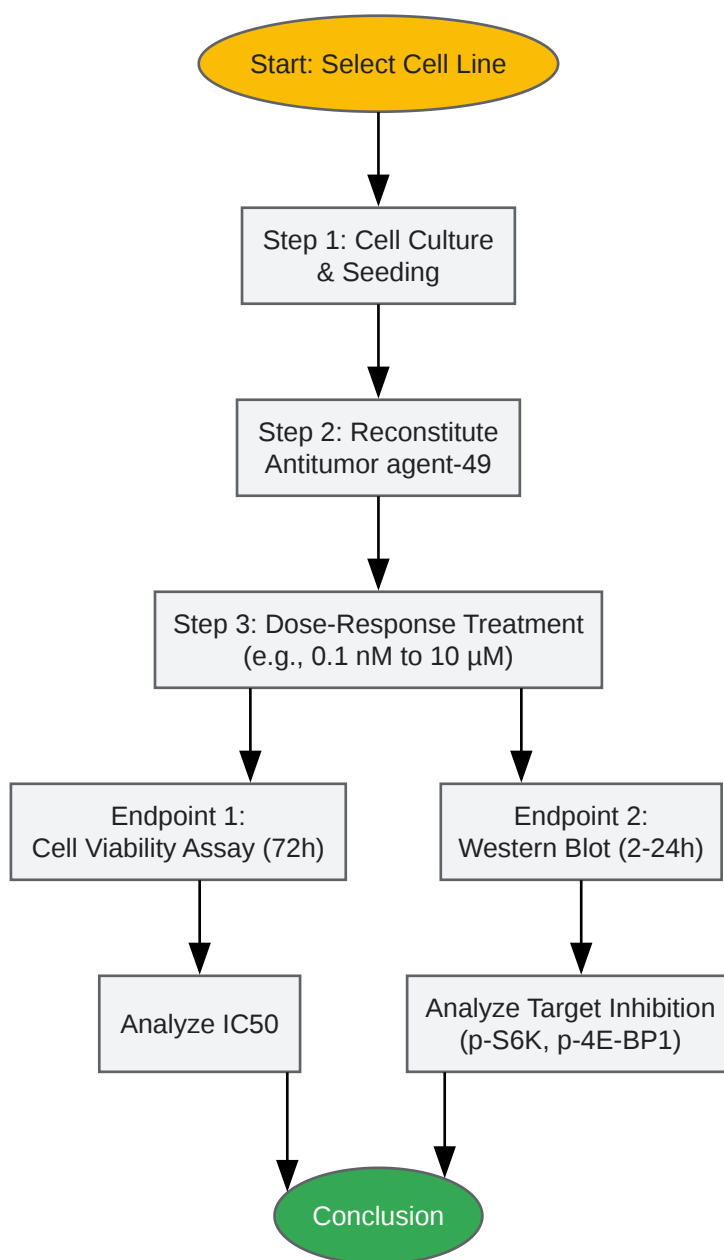 Start: Select Cell Line
Step 1: Cell Culture
& Seeding
Step 2: Reconstitute
Antitumor agent-49
Step 3: Dose-Response Treatment
(e.g., 0.1 nM to 10 µM)
Endpoint 1:
Cell Viability Assay (72h)
Endpoint 2:
Western Blot (2-24h)
Analyze IC50
Analyze Target Inhibition
(p-S6K, p-4E-BP1)
Conclusion